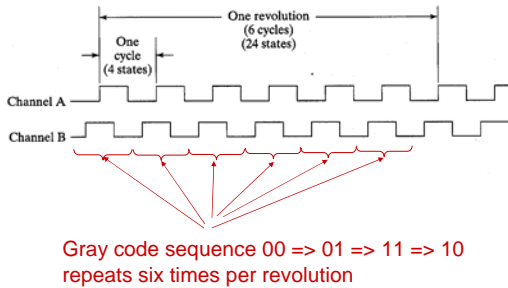 One revolution
(6 cycles)
(24 states)
One
cycle
(4 states)
Channel A
Channel B
Gray code sequence 00 => 01 => 11 => 10
repeats six times per revolution